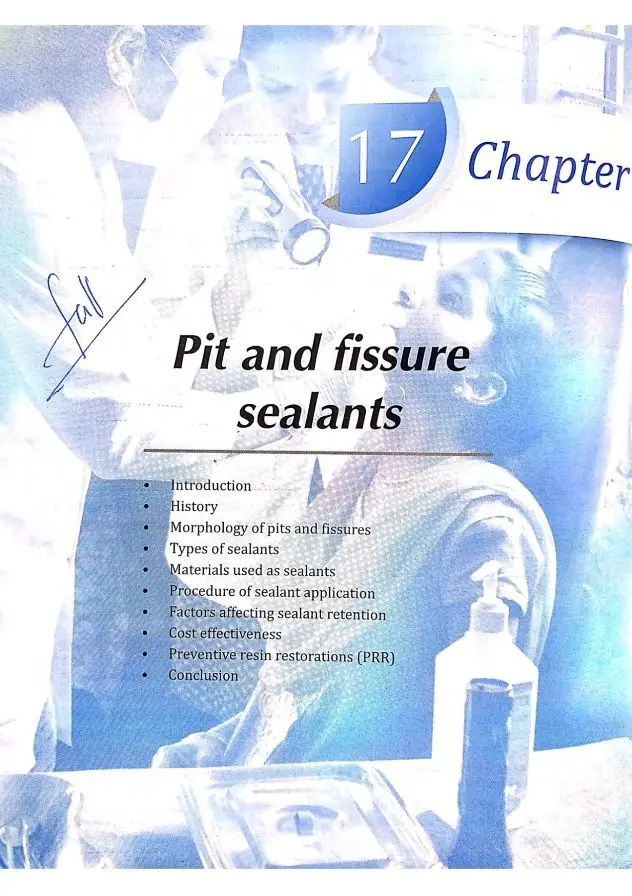 17 Chapter
Pit and fissure
sealants
• Introduction
• History
• Morphology of pits and fissures
• Types of sealants
• Materials used as sealants
• Procedure of sealant application
• Factors affecting sealant retention
• Cost effectiveness
• Preventive resin restorations (PRR)
• Conclusion